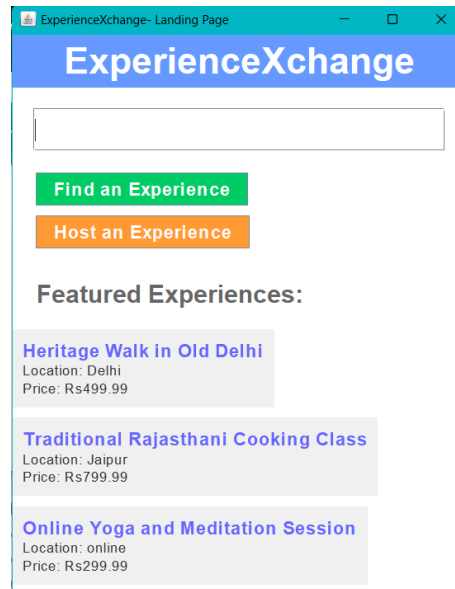 ExperienceXchange- Landing Page
ExperienceXchange
Find an Experience
Host an Experience
Featured Experiences:
Heritage Walk in Old Delhi
Location: Delhi
Price: Rs499.99
Traditional Rajasthani Cooking Class
Location: Jaipur
Price: Rs799.99
Online Yoga and Meditation Session
Location: online
Price: Rs299.99